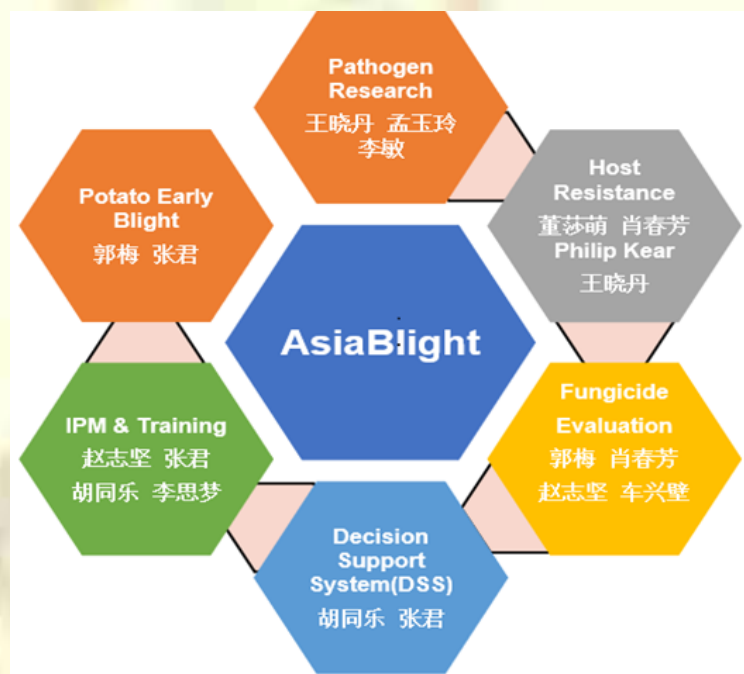 Pathogen
Research
王晓丹 孟玉玲
李敏
Host
Resistance
董莎萌 肖春芳
Philip Kear
王晓丹
Fungicide
Evaluation
郭梅 肖春芳
赵志坚 车兴壁
Decision
Support
System(DSS)
胡同乐 张君
IPM & Training
赵志坚 张君
胡同乐 李思梦
Potato Early
Blight
郭梅 张君
AsiaBlight